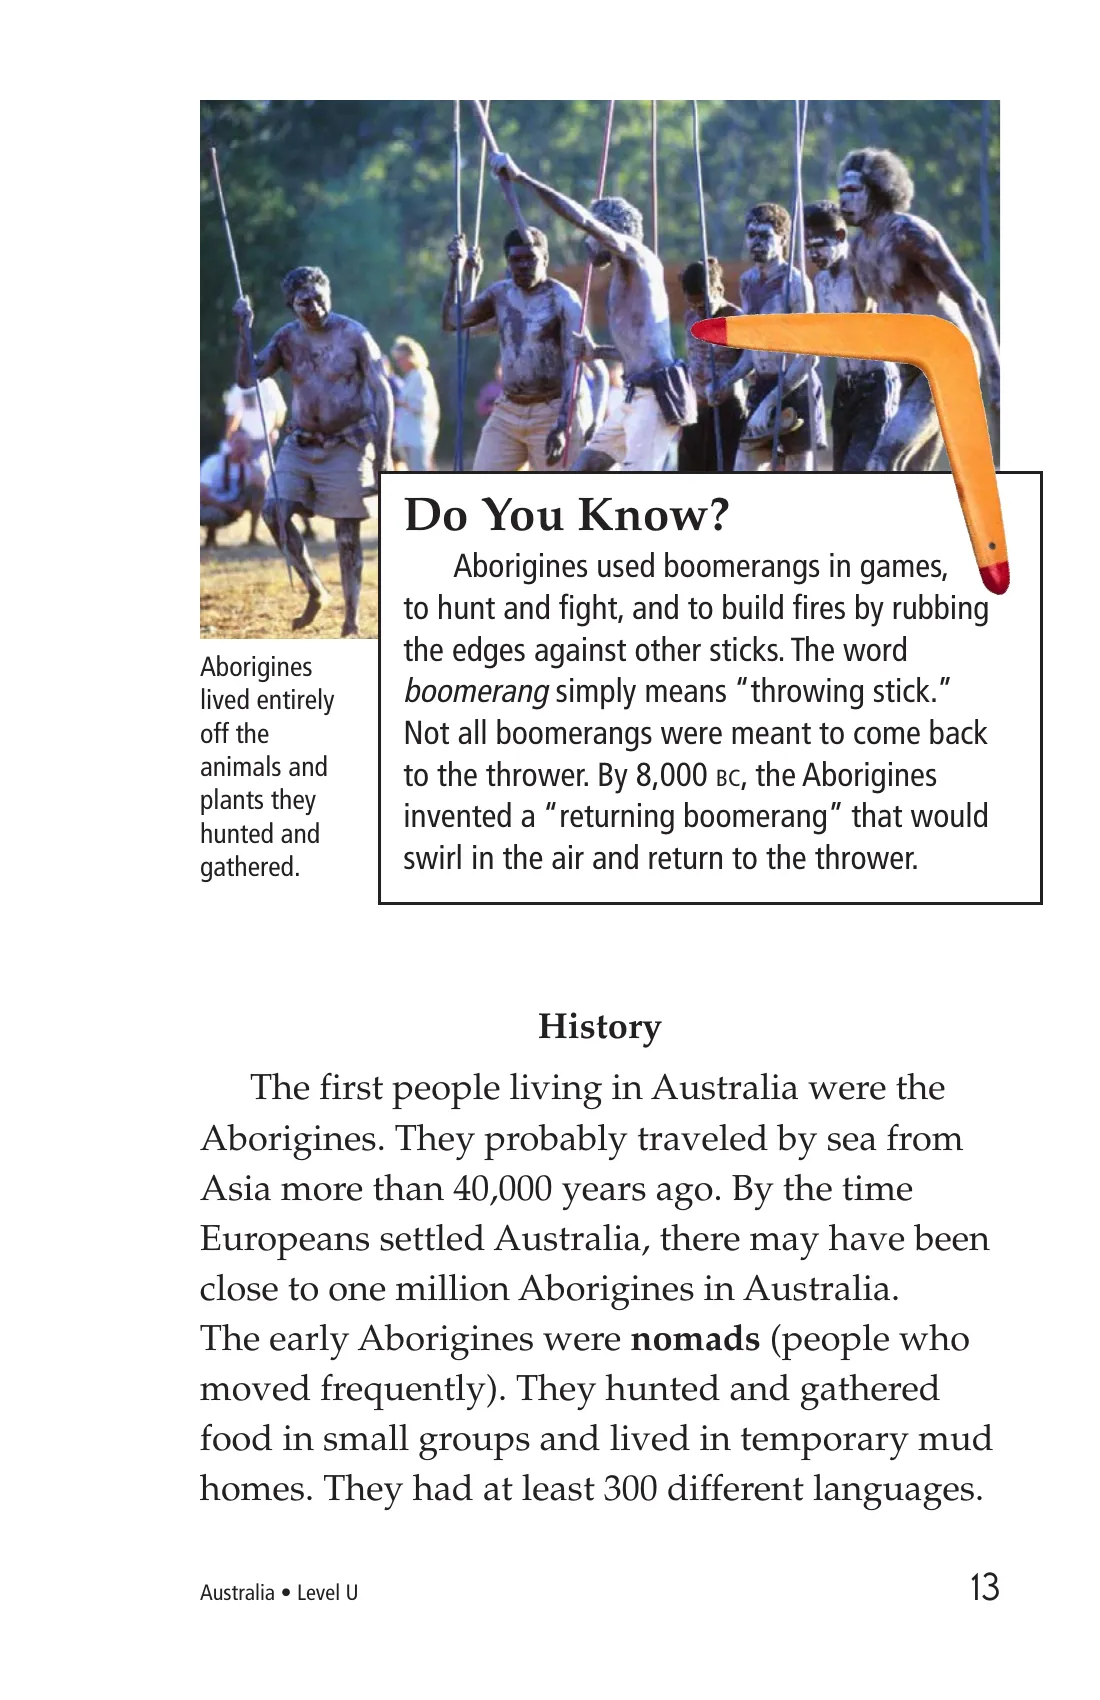 Do You Know?
Aborigines used boomerangs in games,
to hunt and fight, and to build fires by rubbing
the edges against other sticks. The word
boomerang simply means “throwing stick.”
Not all boomerangs were meant to come back
to the thrower. By 8,000 BC, the Aborigines
invented a “returning boomerang” that would
swirl in the air and return to the thrower.
Aborigines
lived entirely
off the
animals and
plants they
hunted and
gathered.
History
The first people living in Australia were the
Aborigines. They probably traveled by sea from
Asia more than 40,000 years ago. By the time
Europeans settled Australia, there may have been
close to one million Aborigines in Australia.
The early Aborigines were nomads (people who
moved frequently). They hunted and gathered
food in small groups and lived in temporary mud
homes. They had at least 300 different languages.
Australia • Level U
13